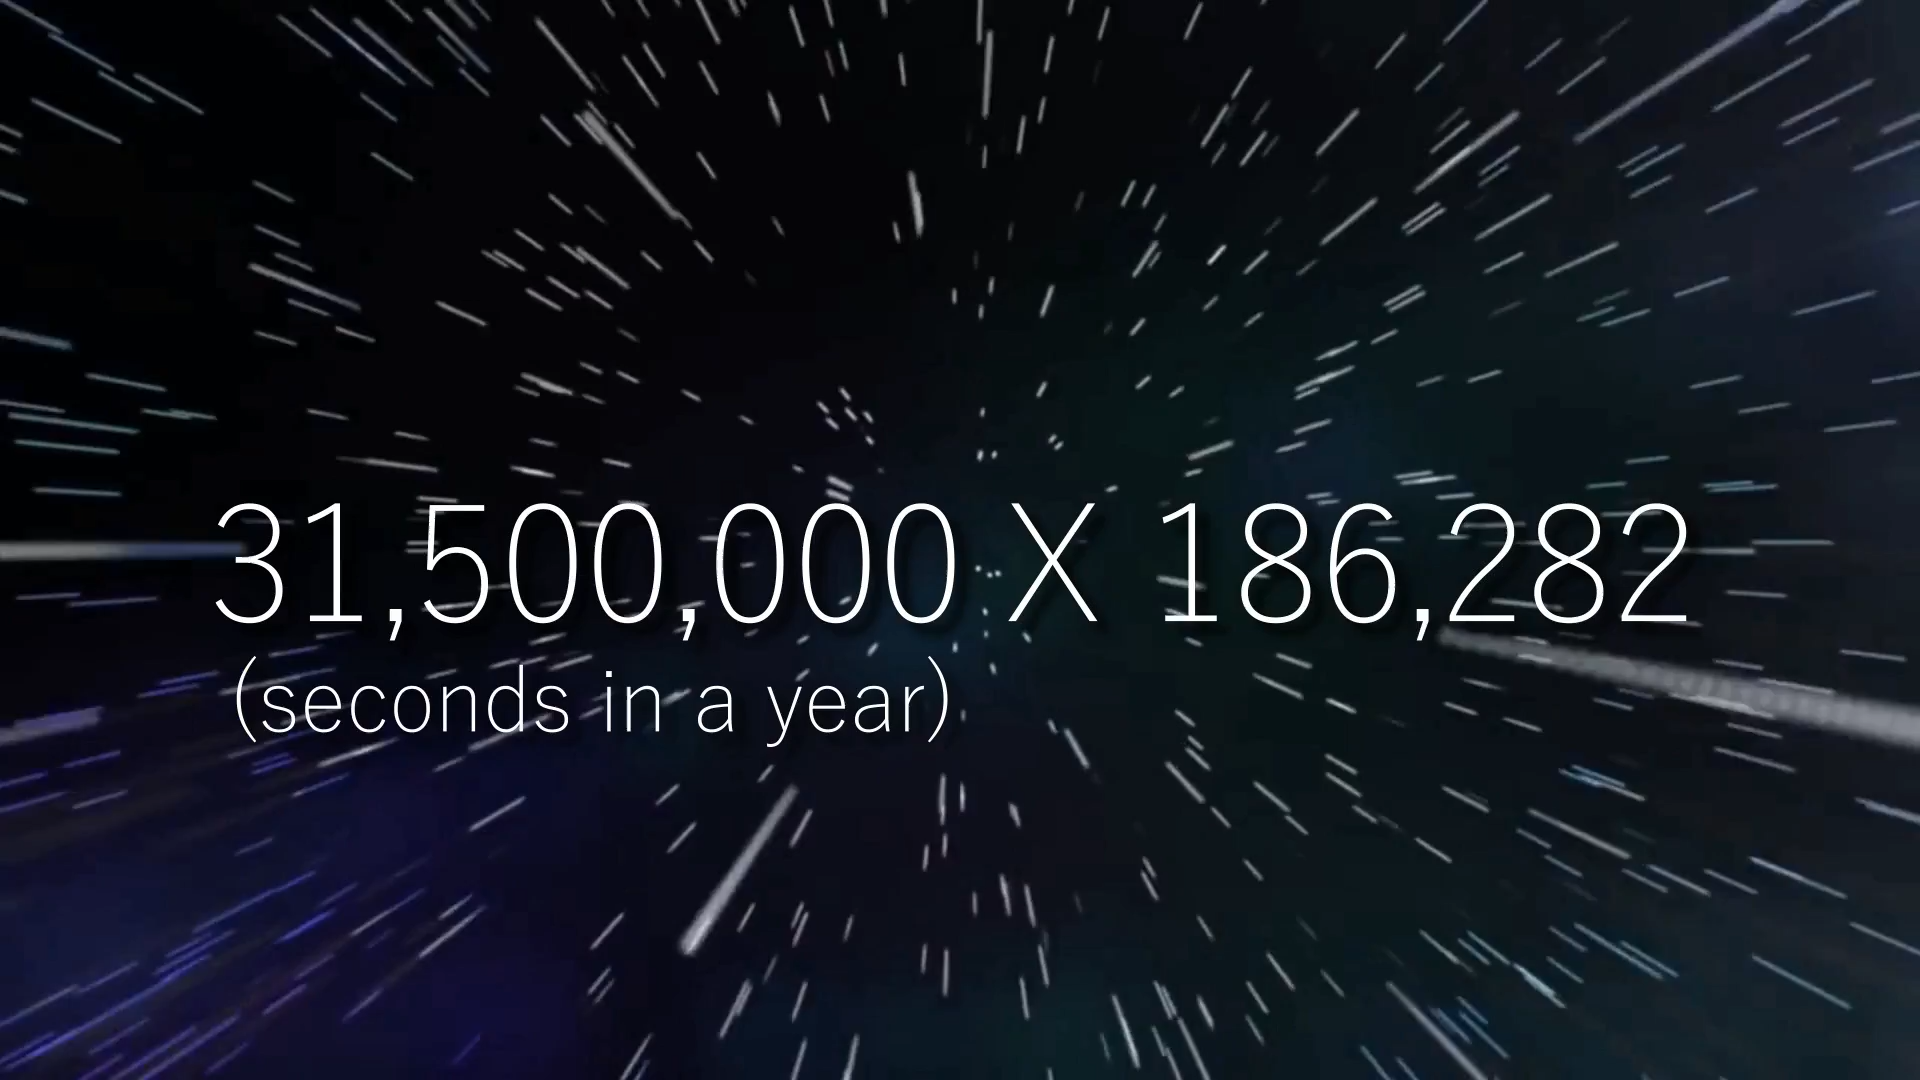 31,500,000 X 186,282
(seconds in a year)